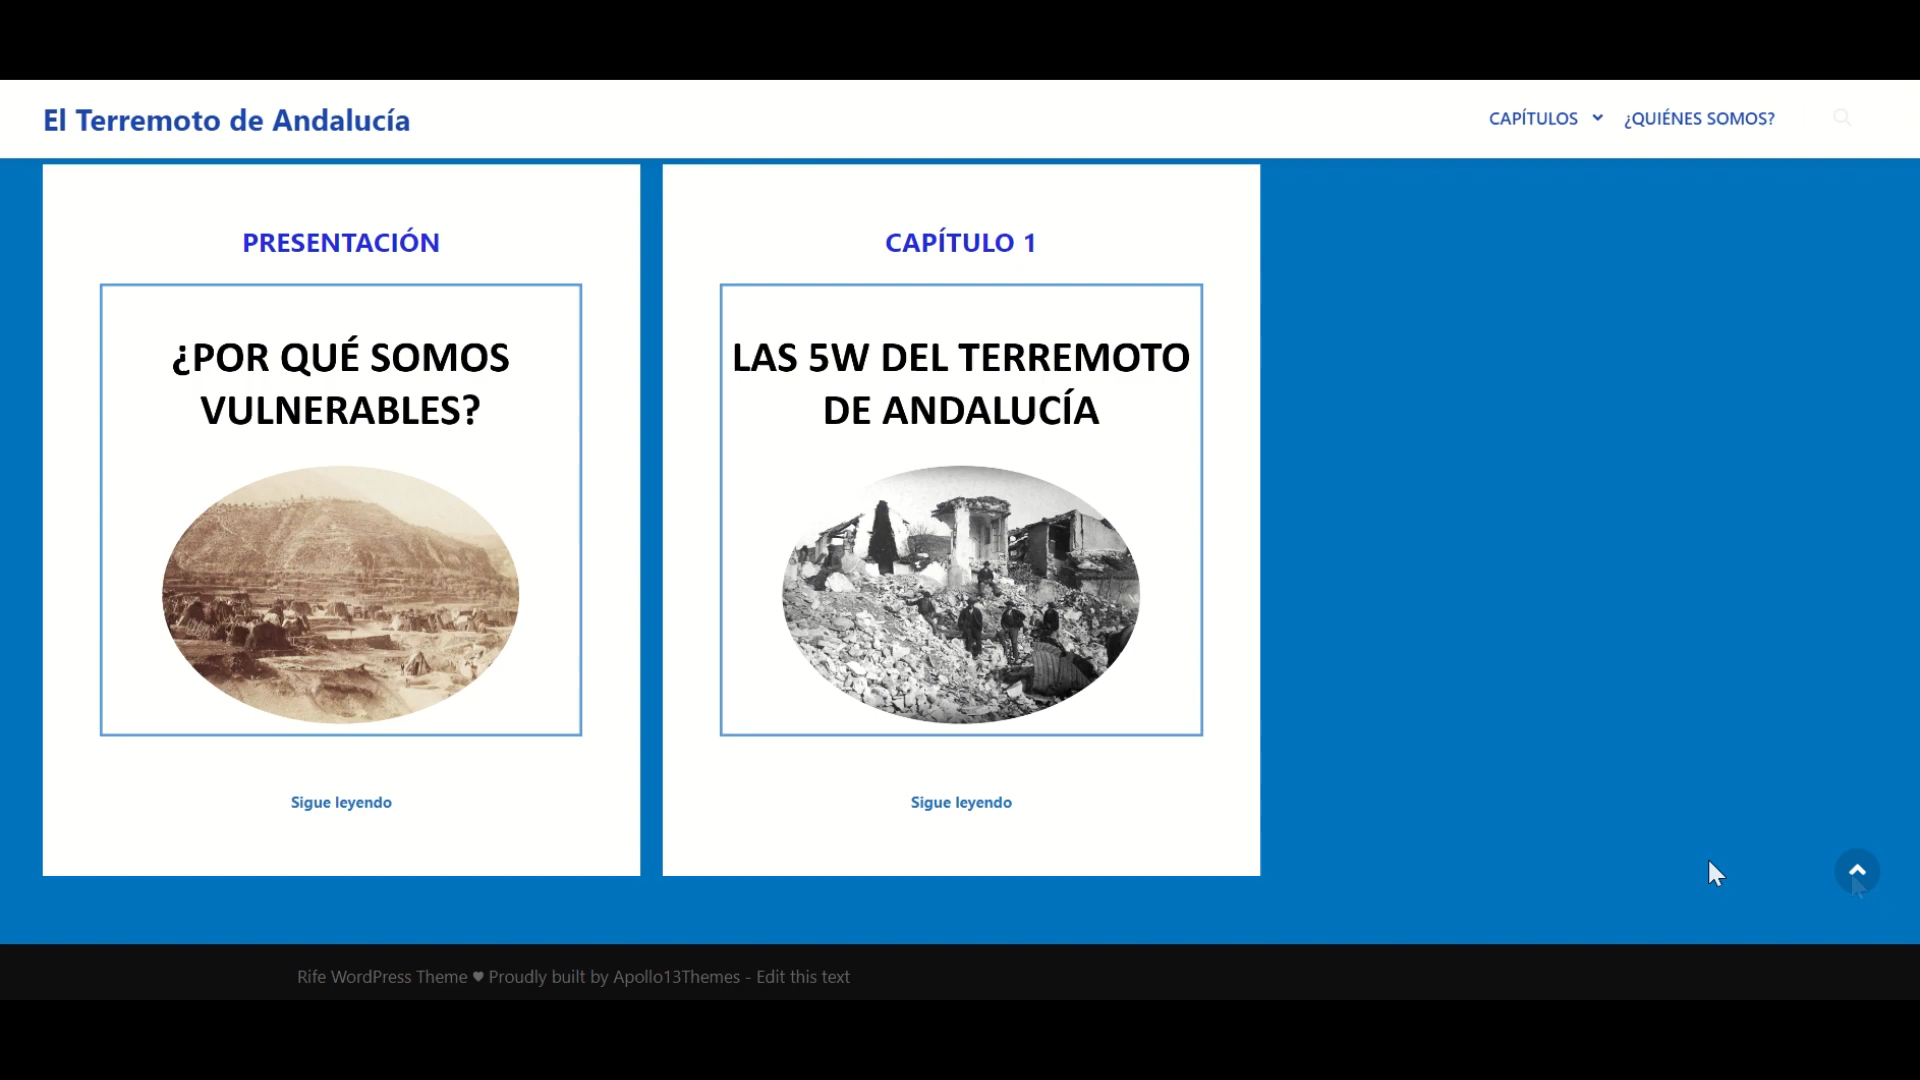 El Terremoto de Andalucía
CAPÍTULOS
¿QUIÉNES SOMOS?
PRESENTACIÓN
¿POR QUÉ SOMOS
VULNERABLES?
Sigue leyendo
CAPÍTULO 1
LAS 5W DEL TERREMOTO
DE ANDALUCÍA
Sigue leyendo
Rife WordPress Theme ♥ Proudly built by Apollo13Themes - Edit this text